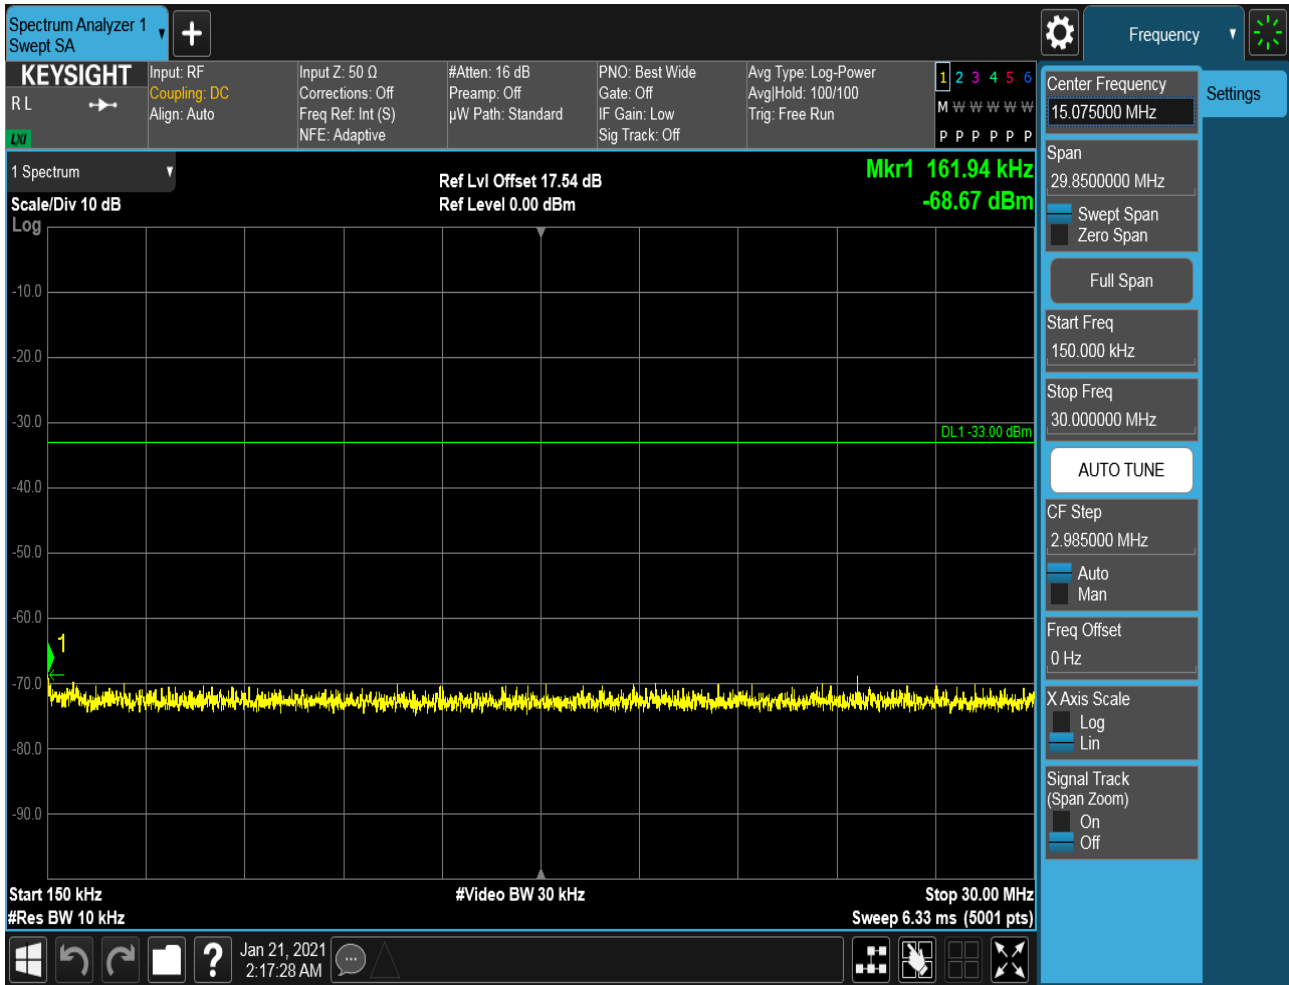 Spectrum Analyzer 1
Swept SA
Frequency
KEYSIGHT
R L
LXI
Input: RF
Coupling: DC
Align: Auto
Input Z: 50 Ω
Corrections: Off
Freq Ref: Int (S)
NFE: Adaptive
#Atten: 16 dB
Preamp: Off
µW Path: Standard
PNO: Best Wide
Gate: Off
IF Gain: Low
Sig Track: Off
Avg Type: Log-Power
Avg|Hold: 100/100
Trig: Free Run
1 2 3 4 5 6
M W W W W W
P P P P P P
1 Spectrum
Scale/Div 10 dB
Log
Ref Lvl Offset 17.54 dB
Ref Level 0.00 dBm
Mkr1 161.94 kHz
-68.67 dBm
-10.0
-20.0
-30.0
DL1 -33.00 dBm
-40.0
-50.0
-60.0
1
-70.0
-80.0
-90.0
Start 150 kHz
#Video BW 30 kHz
Stop 30.00 MHz
#Res BW 10 kHz
Sweep 6.33 ms (5001 pts)
?
Jan 21, 2021
2:17:28 AM
Center Frequency
15.075000 MHz
Settings
Span
29.8500000 MHz
Swept Span
Zero Span
Full Span
Start Freq
150.000 kHz
Stop Freq
30.000000 MHz
AUTO TUNE
CF Step
2.985000 MHz
Auto
Man
Freq Offset
0 Hz
X Axis Scale
Log
Lin
Signal Track
(Span Zoom)
On
Off